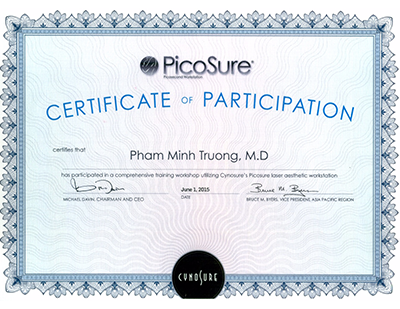 PicoSure®
Picosecond Workstation
CERTIFICATE OF PARTICIPATION
certifies that
Pham Minh Truong, M.D
has participated in a comprehensive training workshop utilizing Cynosure's Picosure laser aesthetic workstation
June 1, 2015
MICHAEL DAVIN, CHAIRMAN AND CEO
DATE
BRUCE M. BYERS, VICE PRESIDENT, ASIA PACIFIC REGION
CYNOSURE